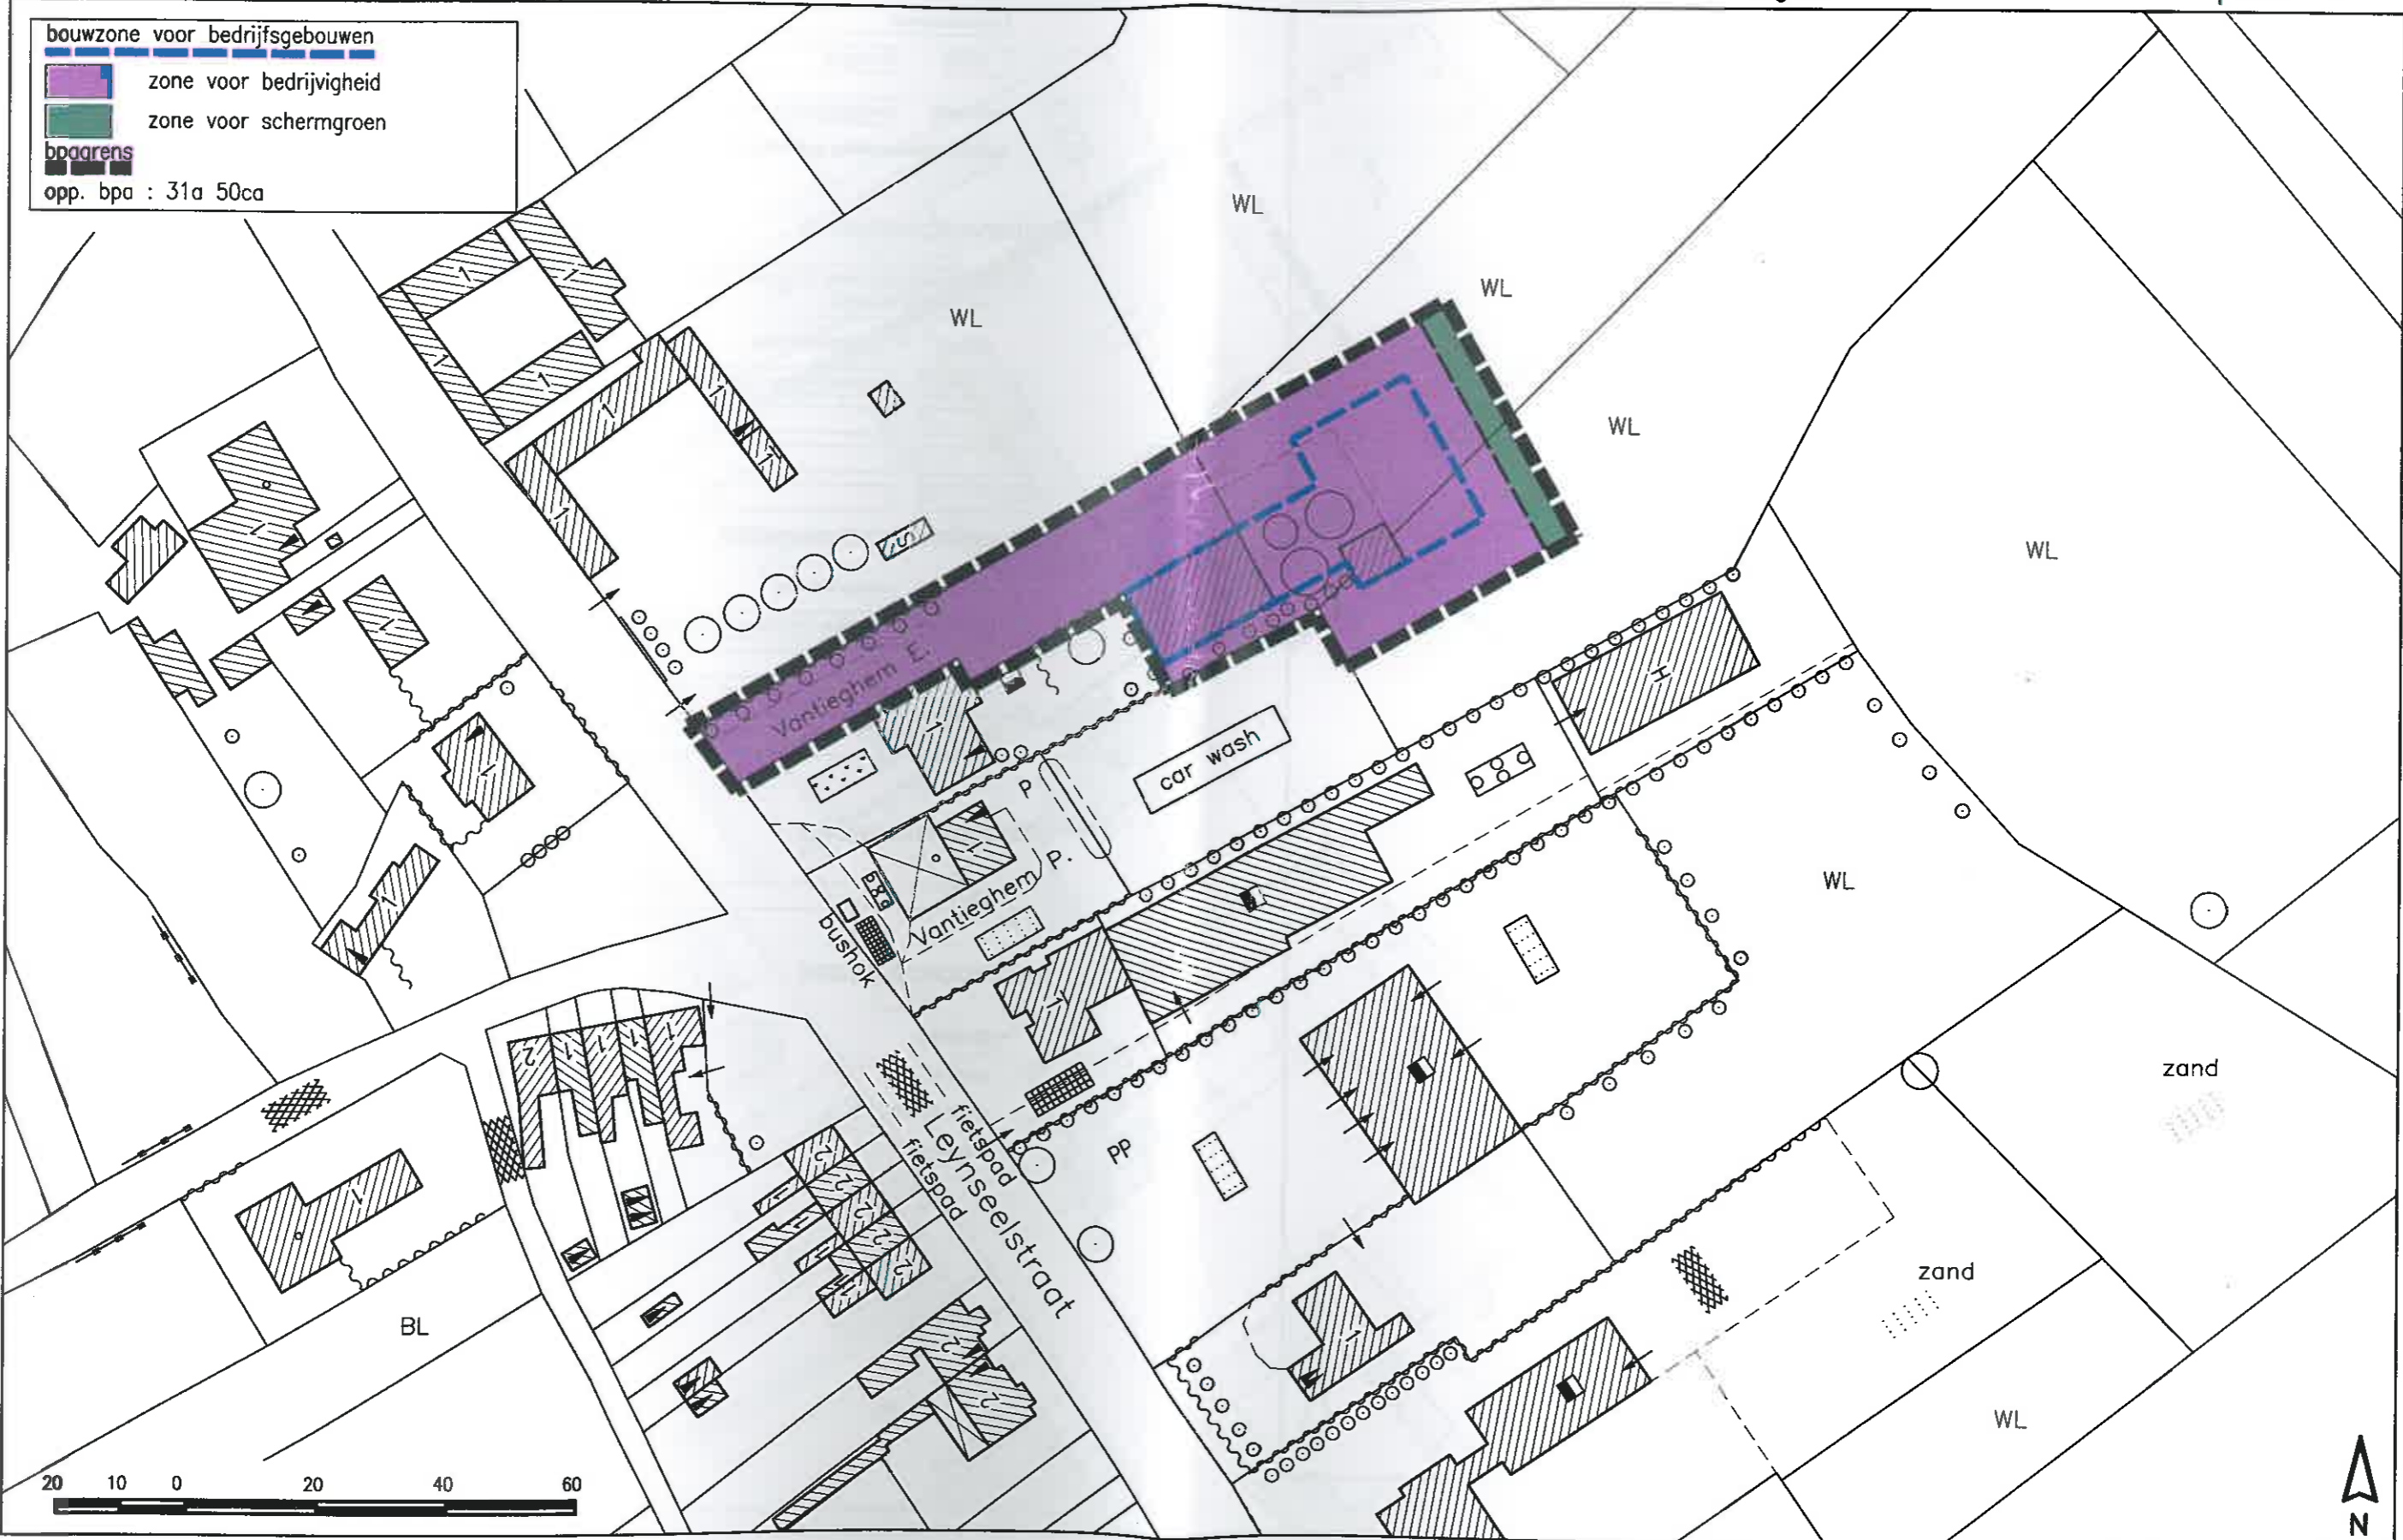 bouwzone voor bedrijfsgebouwen
zone voor bedrijvigheid
zone voor schermgroen
bpagrens
opp. bpa : 31a 50ca
WL
WL
WL
WL
WL
WL
WL
Vantieghem E.
car wash
H
P.
P.
Vantieghem
bushok
fietspad
Leynseelstraat
fietspad
PP
BL
zand
zand
20 10 0 20 40 60
N